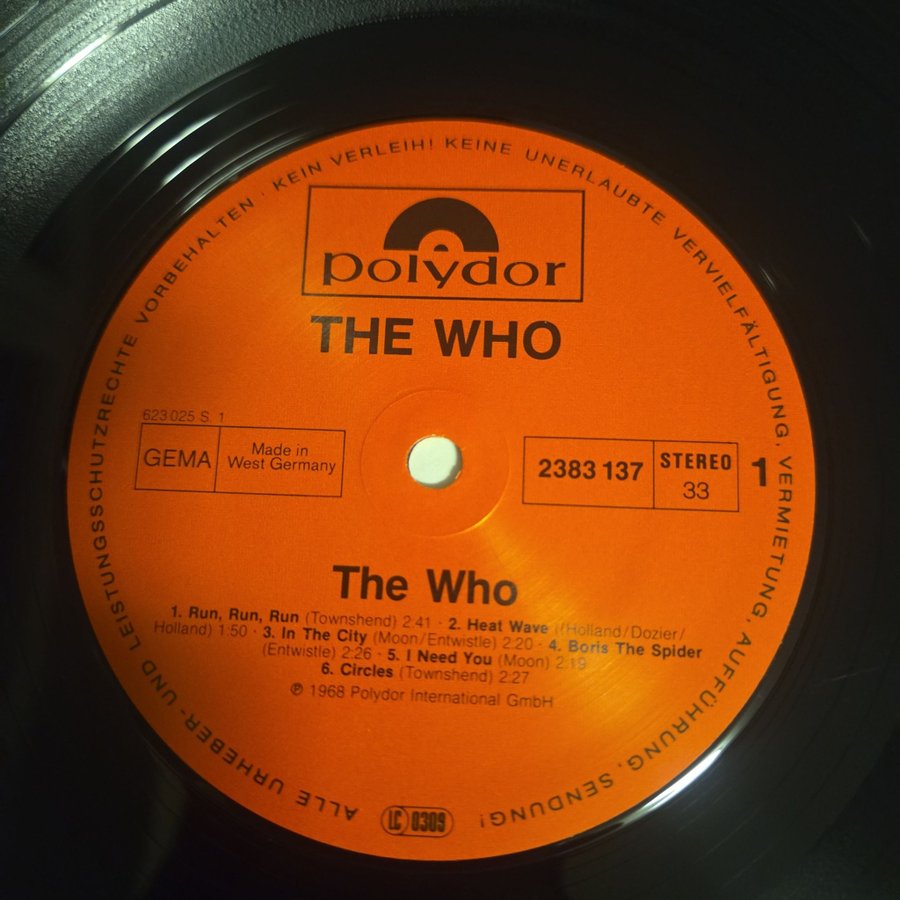 ALLE URHEBER- UND LEISTUNGSSCHUTZRECHTE VORBEHALTEN · KEIN VERLEIH! KEINE UNERLAUBTE VERVIELFÄLTIGUNG, VERMIETUNG, AUFFÜHRUNG, SENDUNG!
polydor
THE WHO
623 025 S. 1
GEMA
Made in
West Germany
2383 137
STEREO
33
1
The Who
1. Run, Run, Run (Townshend) 2:41 · 2. Heat Wave ((Holland/Dozier/
Holland) 1:50 · 3. In The City (Moon/Entwistle) 2:20 · 4. Boris The Spider
(Entwistle) 2:26 · 5. I Need You (Moon) 2:19
6. Circles (Townshend) 2:27
℗ 1968 Polydor International GmbH
LC 0309